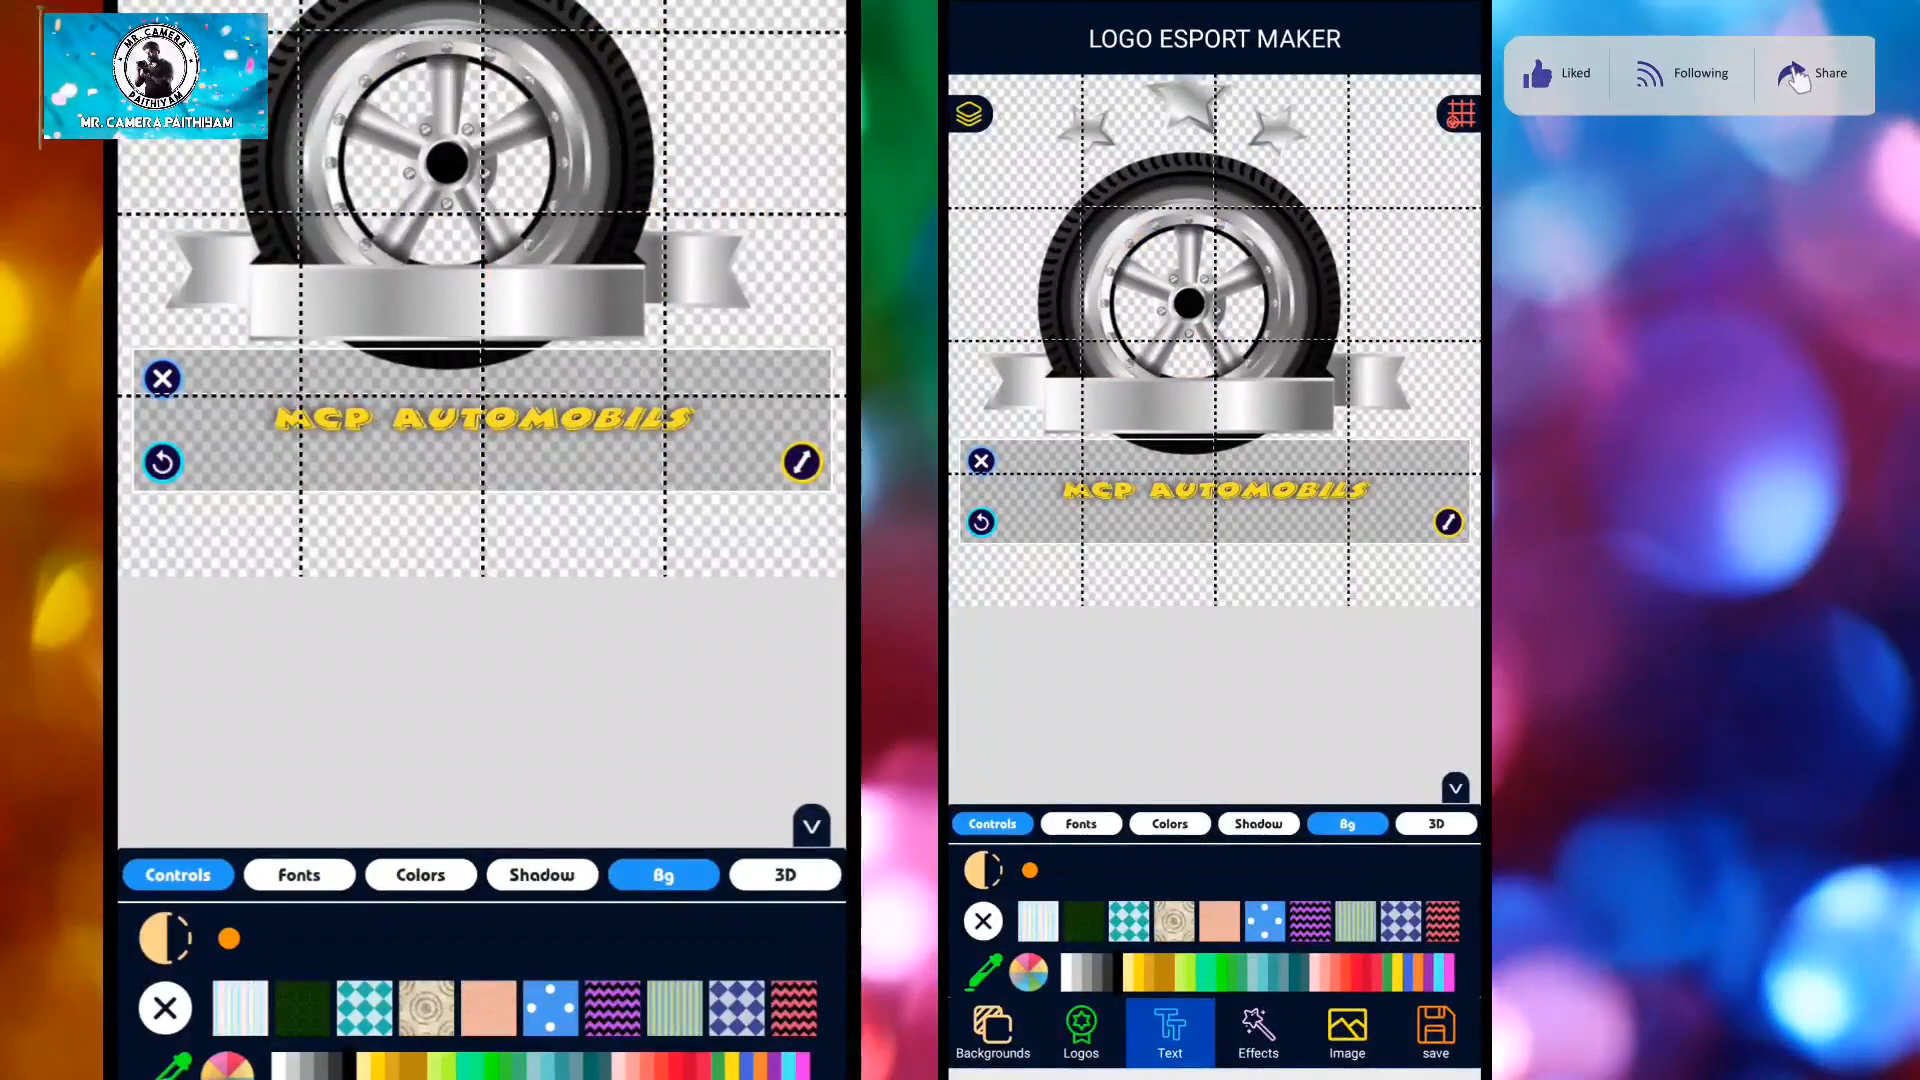 MR. CAMERA
PAITHIYAM
MR. CAMERA PAITHIYAM
MCP AUTOMOBILS
V
Controls Fonts Colors Shadow Bg 3D
LOGO ESPORT MAKER
MCP AUTOMOBILS
V
Controls Fonts Colors Shadow Bg 3D
Backgrounds Logos Text Effects Image save
Liked Following Share